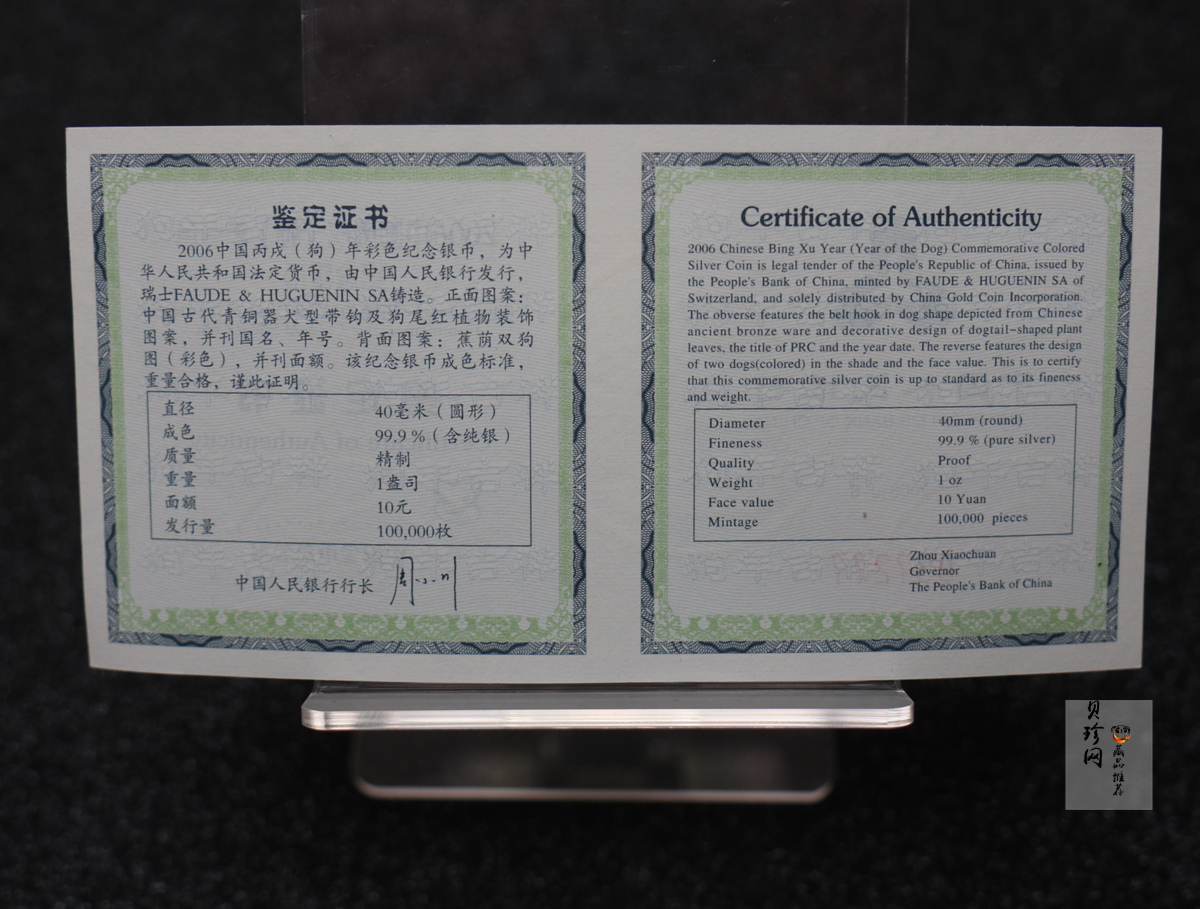 鉴定证书
2006中国丙戌（狗）年彩色纪念银币，为中
华人民共和国法定货币，由中国人民银行发行，
瑞士FAUDE & HUGUENIN SA铸造。正面图案：
中国古代青铜器犬型带钩及狗尾红植物装饰
图案，并刊国名、年号。背面图案：蕉荫双狗
图（彩色），并刊面额。该纪念银币成色标准，
重量合格，谨此证明。
直径 40毫米（圆形）
成色 99.9％（含纯银）
质量 精制
重量 1盎司
面额 10元
发行量 100,000枚
中国人民银行行长 周小川
Certificate of Authenticity
2006 Chinese Bing Xu Year (Year of the Dog) Commemorative Colored
Silver Coin is legal tender of the People's Republic of China, issued by
the People's Bank of China, minted by FAUDE & HUGUENIN SA of
Switzerland, and solely distributed by China Gold Coin Incorporation.
The obverse features the belt hook in dog shape depicted from Chinese
ancient bronze ware and decorative design of dogtail-shaped plant
leaves, the title of PRC and the year date. The reverse features the design
of two dogs(colored) in the shade and the face value. This is to certify
that this commemorative silver coin is up to standard as to its fineness
and weight.
Diameter 40mm (round)
Fineness 99.9 % (pure silver)
Quality Proof
Weight 1 oz
Face value 10 Yuan
Mintage 100,000 pieces
Zhou Xiaochuan
Governor
The People's Bank of China
贝珍网
藏品推荐